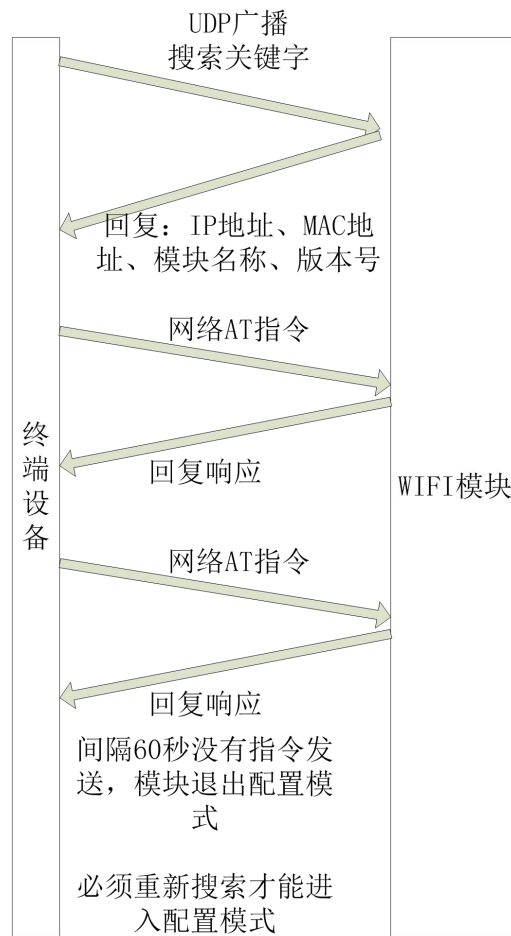 UDP广播
搜索关键字
回复：IP地址、MAC地
址、模块名称、版本号
网络AT指令
回复响应
终
端
设
备
WIFI模块
网络AT指令
回复响应
间隔60秒没有指令发
送，模块退出配置模
式
必须重新搜索才能进
入配置模式